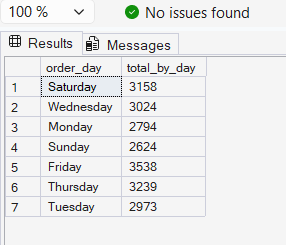 100 % No issues found
Results Messages
order_day total_by_day
1 Saturday 3158
2 Wednesday 3024
3 Monday 2794
4 Sunday 2624
5 Friday 3538
6 Thursday 3239
7 Tuesday 2973